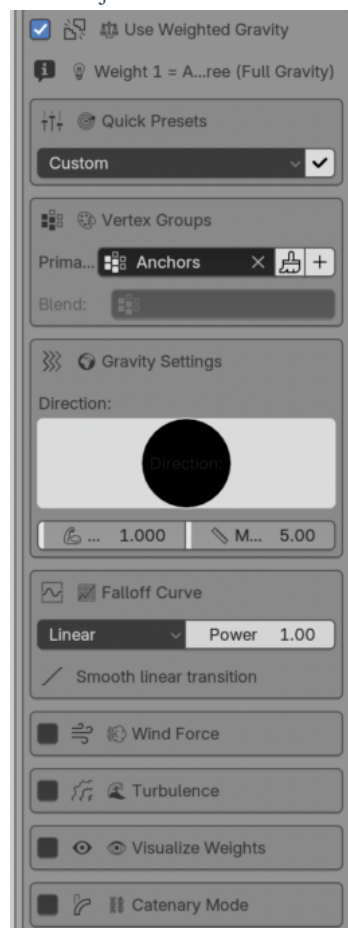 Use Weighted Gravity
Weight 1 = A...ree (Full Gravity)
Quick Presets
Custom
Vertex Groups
Prima... Anchors
Blend:
Gravity Settings
Direction:
Direction:
... 1.000 M... 5.00
Falloff Curve
Linear Power 1.00
Smooth linear transition
Wind Force
Turbulence
Visualize Weights
Catenary Mode